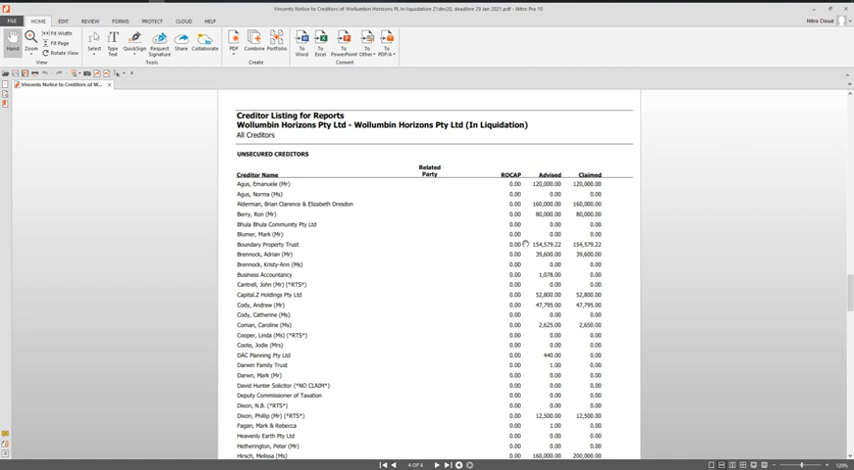 Vincents Notice to Creditors of Wollumbin Horizons PL in liquidation 21dec20, deadline 29 Jan 2021.pdf - Nitro Pro 10
FILE HOME EDIT REVIEW FORMS PROTECT CLOUD HELP Nitro Cloud
Hand Zoom Fit Width Fit Page Rotate View Select Type Text QuickSign Request Signature Share Collaborate PDF Combine Portfolio To Word To Excel To PowerPoint To Other To PDF/A
View Tools Create Convert
Vincents Notice to Creditors of W...
Creditor Listing for Reports
Wollumbin Horizons Pty Ltd - Wollumbin Horizons Pty Ltd (In Liquidation)
All Creditors
UNSECURED CREDITORS
Creditor Name Related Party ROCAP Advised Claimed
Agus, Emanuele (Mr) 0.00 120,000.00 120,000.00
Agus, Norma (Ms) 0.00 0.00 0.00
Alderman, Brian Clarence & Elizabeth Dresdon 0.00 160,000.00 160,000.00
Berry, Ron (Mr) 0.00 80,000.00 80,000.00
Bhula Bhula Community Pty Ltd 0.00 0.00 0.00
Blumer, Mark (Mr) 0.00 0.00 0.00
Boundary Property Trust 0.00 154,579.22 154,579.22
Brennock, Adrian (Mr) 0.00 39,600.00 39,600.00
Brennock, Kristy-Ann (Ms) 0.00 0.00 0.00
Business Accountancy 0.00 1,078.00 0.00
Cantrell, John (Mr) (*RTS*) 0.00 0.00 0.00
Capital.Z Holdings Pty Ltd 0.00 52,800.00 52,800.00
Cody, Andrew (Mr) 0.00 47,795.00 47,795.00
Cody, Catherine (Ms) 0.00 0.00 0.00
Coman, Caroline (Ms) 0.00 2,625.00 2,650.00
Cooper, Linda (Ms) (*RTS*) 0.00 0.00 0.00
Coote, Jodie (Mrs) 0.00 0.00 0.00
DAC Planning Pty Ltd 0.00 440.00 0.00
Darwin Family Trust 0.00 1.00 0.00
Darwn, Mark (Mr) 0.00 0.00 0.00
David Hunter Solicitor (*NO CLAIM*) 0.00 0.00 0.00
Deputy Commissioner of Taxation 0.00 0.00 0.00
Dixon, N.B. (*RTS*) 0.00 0.00 0.00
Dixon, Phillip (Mr) (*RTS*) 0.00 12,500.00 12,500.00
Fagan, Mark & Rebecca 0.00 1.00 0.00
Heavenly Earth Pty Ltd 0.00 0.00 0.00
Hetherington, Peter (Mr) 0.00 0.00 0.00
Hirsch, Melissa (Ms) 0.00 160,000.00 200,000.00
4 OF 6 120%